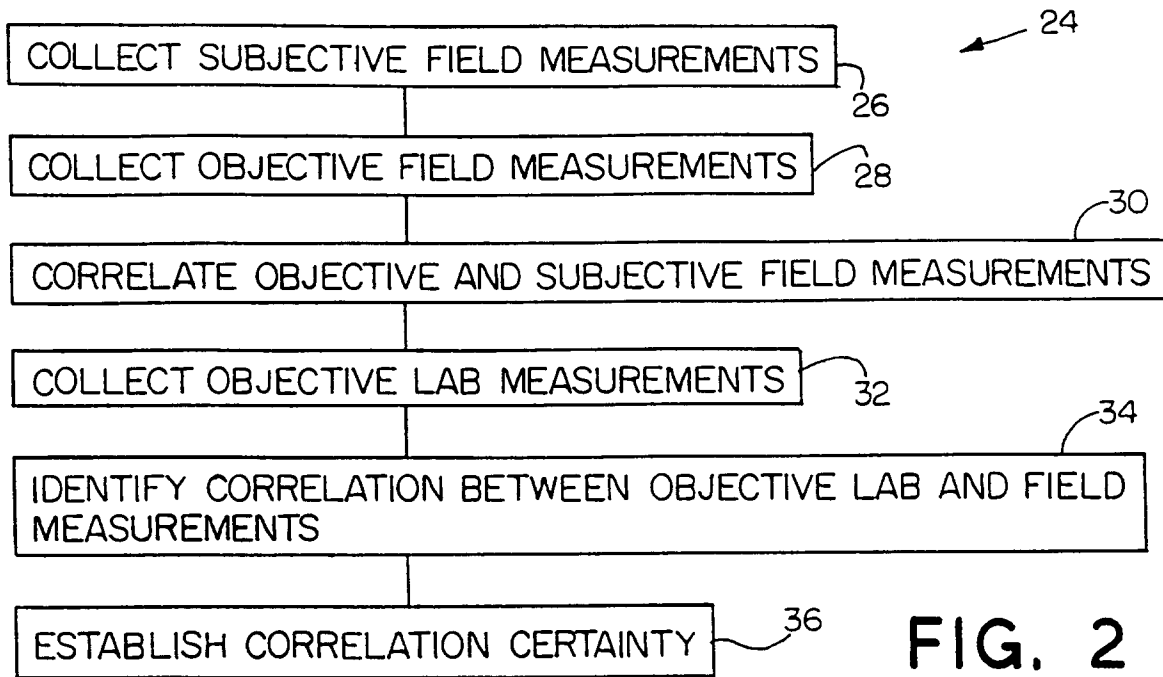 24
COLLECT SUBJECTIVE FIELD MEASUREMENTS
26
COLLECT OBJECTIVE FIELD MEASUREMENTS
28
30
CORRELATE OBJECTIVE AND SUBJECTIVE FIELD MEASUREMENTS
COLLECT OBJECTIVE LAB MEASUREMENTS
32
34
IDENTIFY CORRELATION BETWEEN OBJECTIVE LAB AND FIELD
MEASUREMENTS
ESTABLISH CORRELATION CERTAINTY
36
FIG. 2